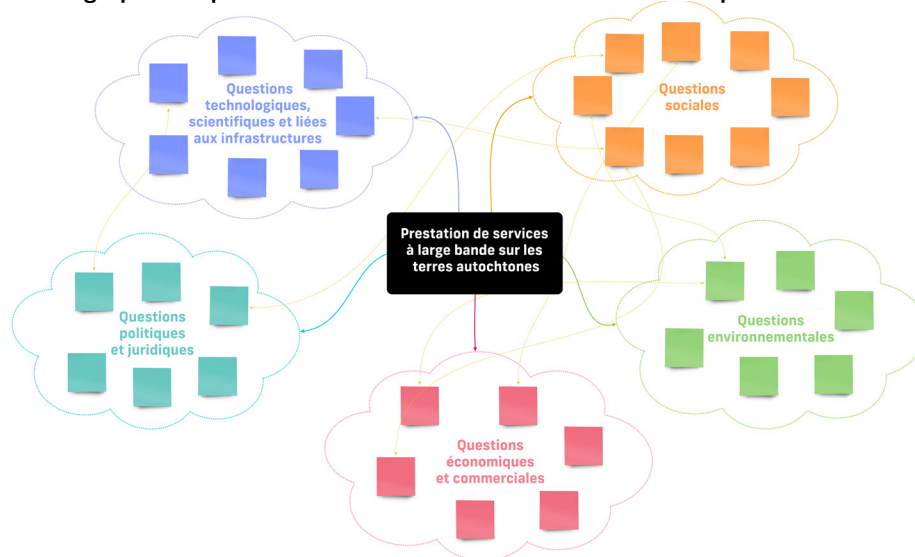 Questions
technologiques,
scientifiques et liées
aux infrastructures
Questions
sociales
Prestation de services
à large bande sur les
terres autochtones
Questions
politiques
et juridiques
Questions
environnementales
Questions
économiques
et commerciales